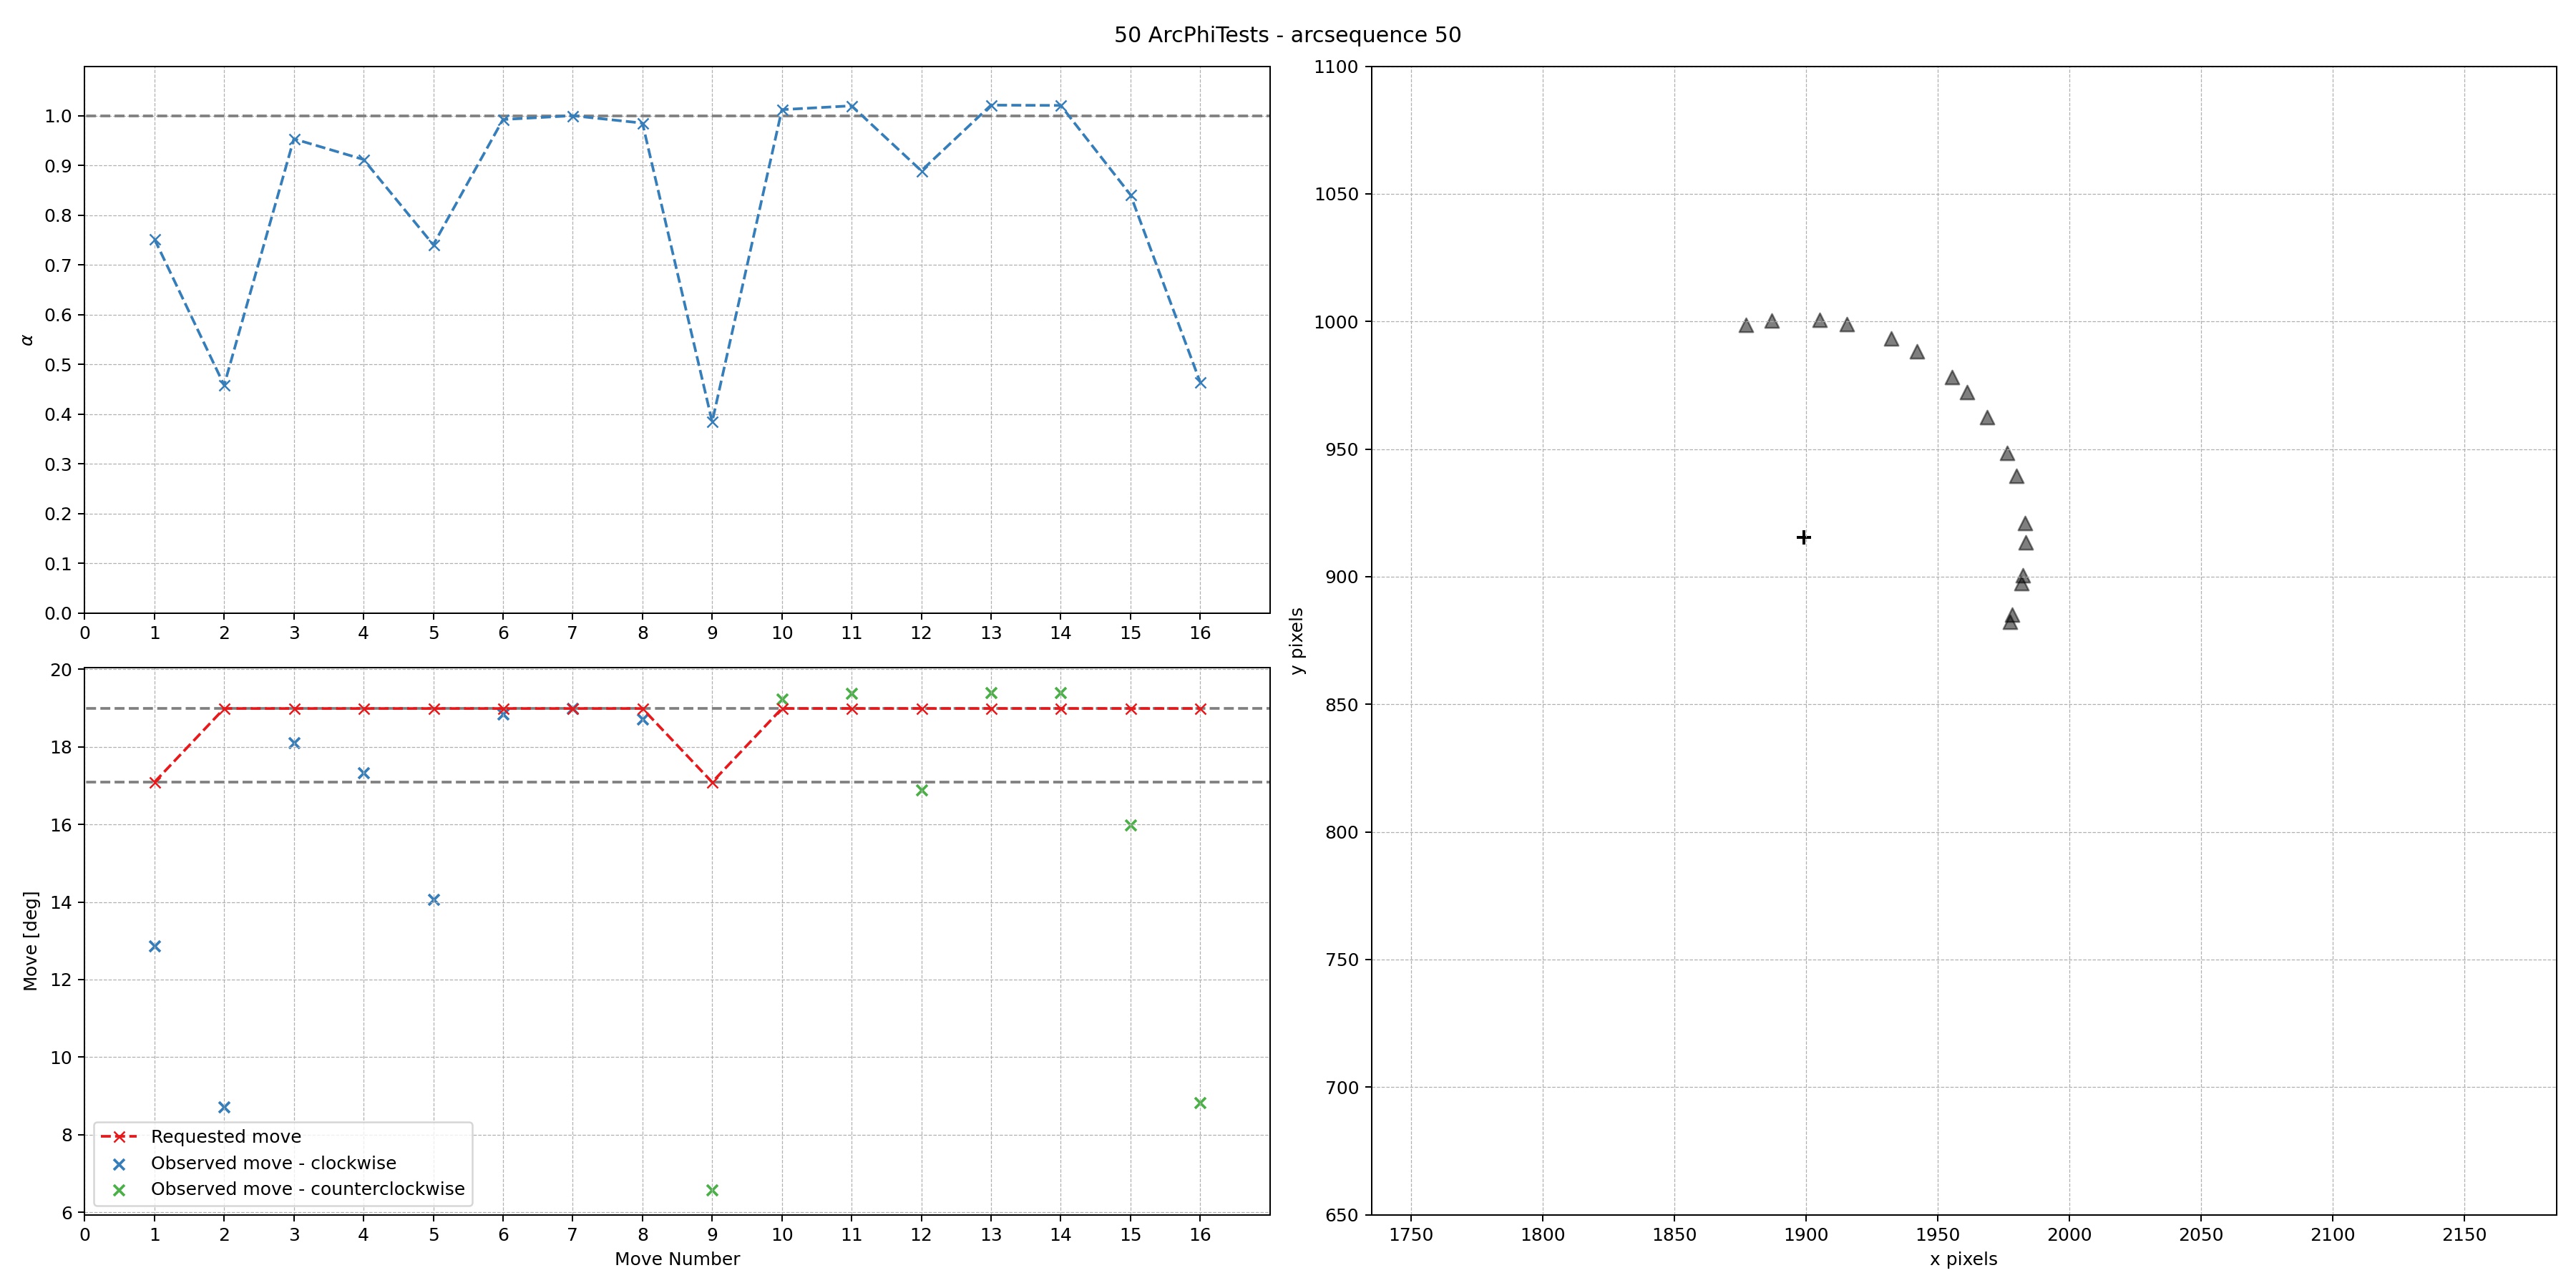 50 ArcPhiTests - arcsequence 50
1.0
0.9
0.8
0.7
0.6
0.5
0.4
0.3
0.2
0.1
0.0
α
0 1 2 3 4 5 6 7 8 9 10 11 12 13 14 15 16
20
18
16
14
12
10
8
6
Move [deg]
Requested move
Observed move - clockwise
Observed move - counterclockwise
0 1 2 3 4 5 6 7 8 9 10 11 12 13 14 15 16
Move Number
1100
1050
1000
950
900
850
800
750
700
650
y pixels
1750 1800 1850 1900 1950 2000 2050 2100 2150
x pixels